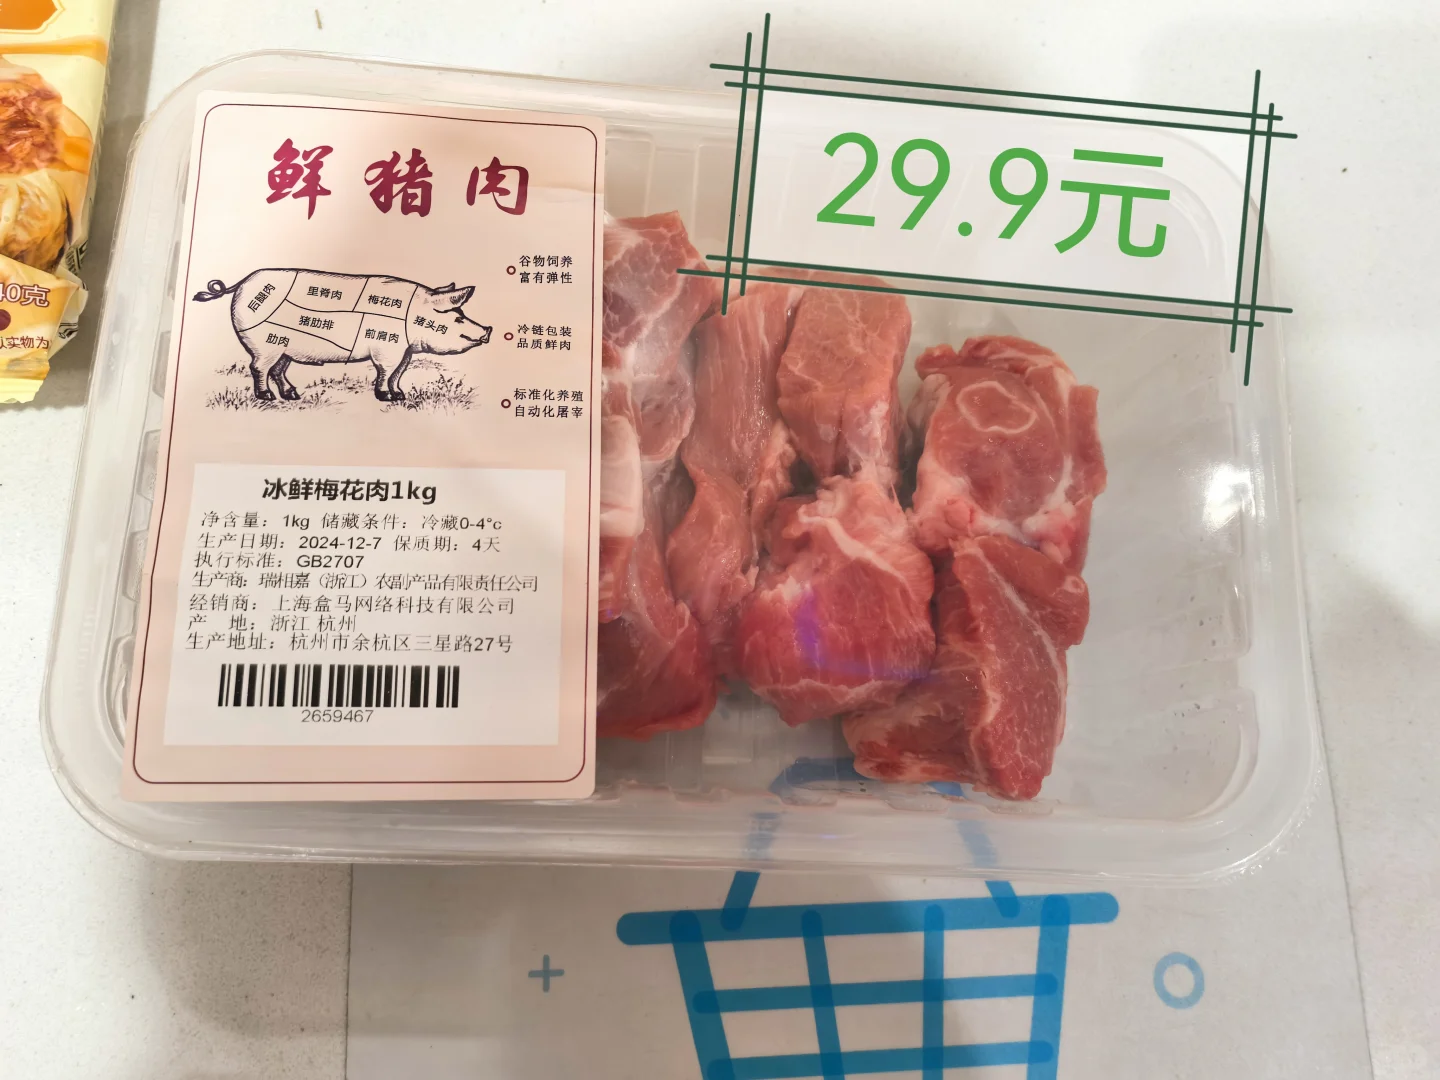 鲜猪肉
29.9元
谷物饲养
富有弹性
后腿肉
里脊肉
梅花肉
猪头肉
猪肋排
前肩肉
肋肉
冷链包装
品质鲜肉
标准化养殖
自动化屠宰
冰鲜梅花肉1kg
净含量：1kg 储藏条件：冷藏0-4°c
生产日期：2024-12-7 保质期：4天
执行标准：GB2707
生产商：瑞相嘉（浙江）农副产品有限责任公司
经销商：上海盒马网络科技有限公司
产 地：浙江 杭州
生产地址：杭州市余杭区三星路27号
2659467
40克
实物为